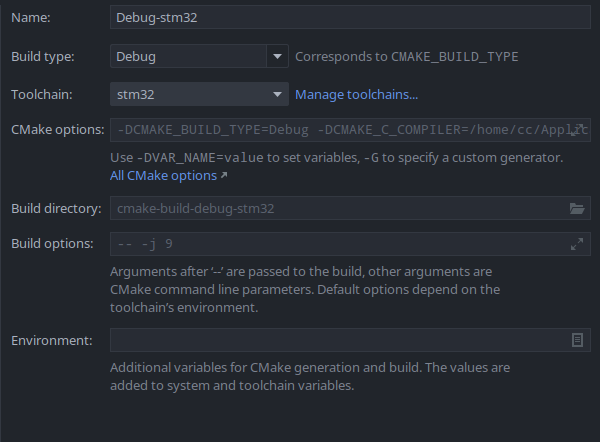 Name: Debug-stm32
Build type: Debug Corresponds to CMAKE_BUILD_TYPE
Toolchain: stm32 Manage toolchains...
CMake options: -DCMAKE_BUILD_TYPE=Debug -DCMAKE_C_COMPILER=/home/cc/Applic
Use -DVAR_NAME=value to set variables, -G to specify a custom generator.
All CMake options ↗
Build directory: cmake-build-debug-stm32
Build options: -- -j 9
Arguments after ‘--’ are passed to the build, other arguments are
CMake command line parameters. Default options depend on the
toolchain’s environment.
Environment:
Additional variables for CMake generation and build. The values are
added to system and toolchain variables.